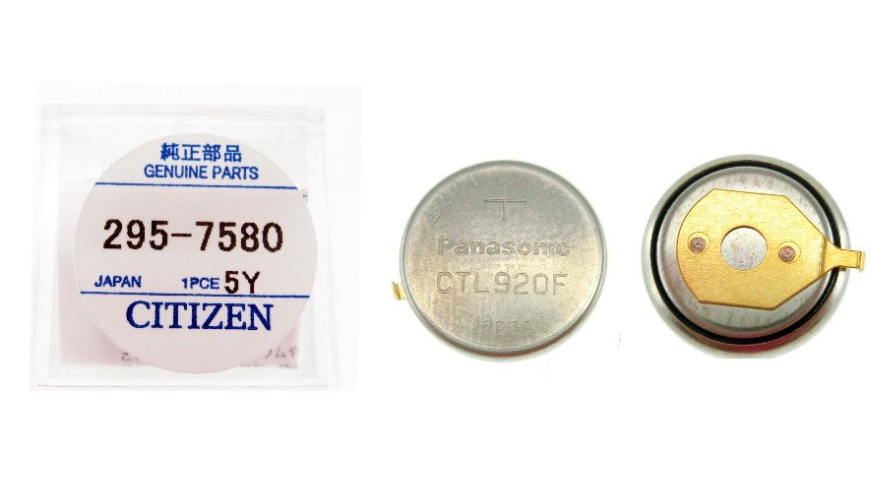 純正部品
GENUINE PARTS
295-7580
JAPAN 1PCE 5Y
CITIZEN
+
Panasonic
CTL920F
Japan